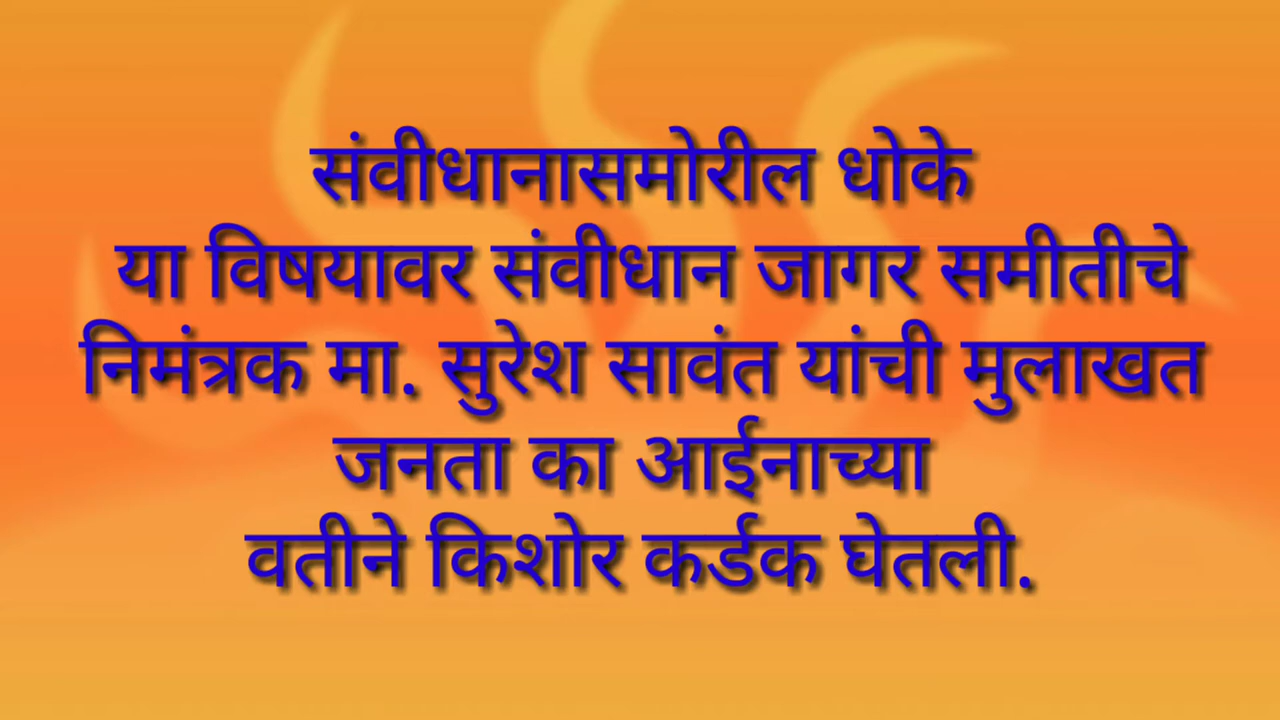 संवीधानासमोरील धोके
या विषयावर संवीधान जागर समीतीचे
निमंत्रक मा. सुरेश सावंत यांची मुलाखत
जनता का आईनाच्या
वतीने किशोर कर्डक घेतली.